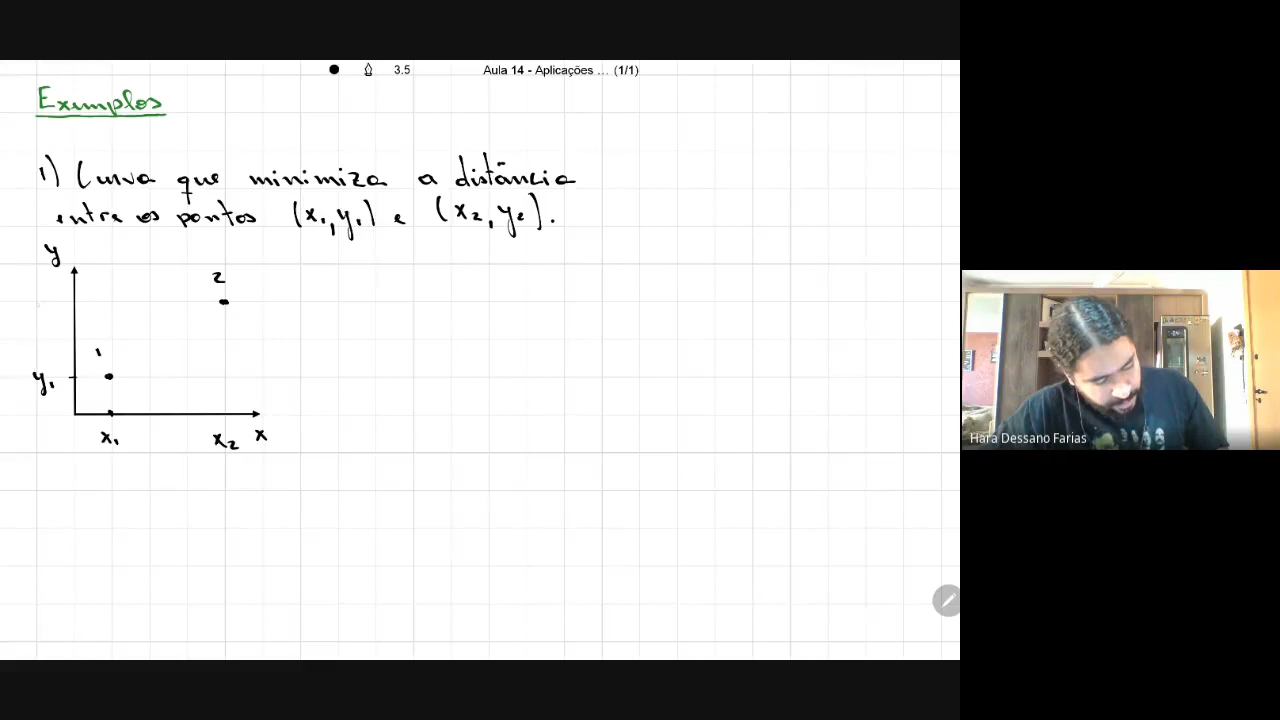 3.5 Aula 14 - Aplicações ... (1/1)
Exemplos
1) Curva que minimiza a distância
entre os pontos (x₁,y₁) e (x₂,y₂).
y
2
1
y₁
x₁ x₂ x
Hara Dessano Farias